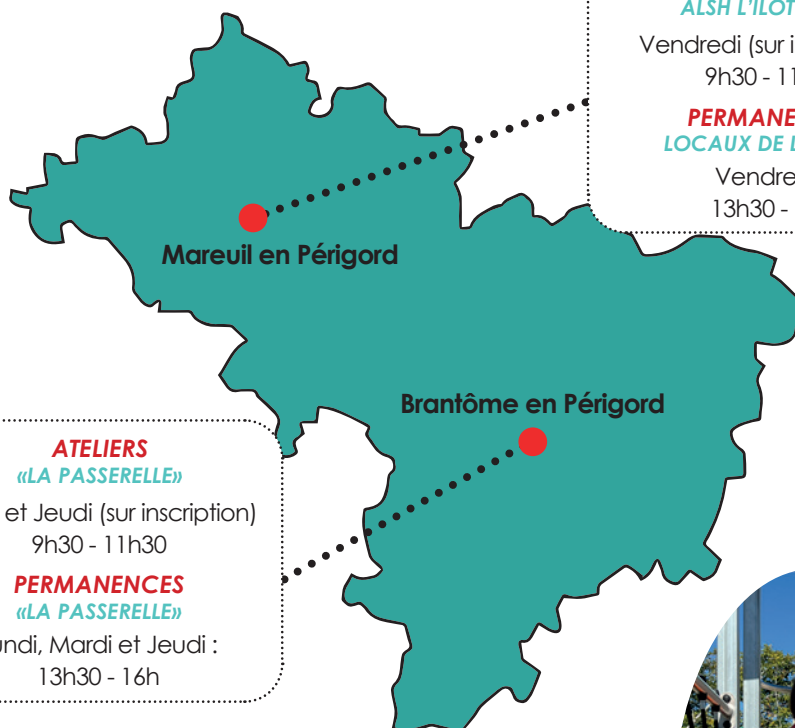 ALSH L'ILOT
Vendredi (sur i
9h30 - 11
PERMANE
LOCAUX DE
Vendre
13h30 -
Mareuil en Périgord
Brantôme en Périgord
ATELIERS
«LA PASSERELLE»
et Jeudi (sur inscription)
9h30 - 11h30
PERMANENCES
«LA PASSERELLE»
ndi, Mardi et Jeudi :
13h30 - 16h